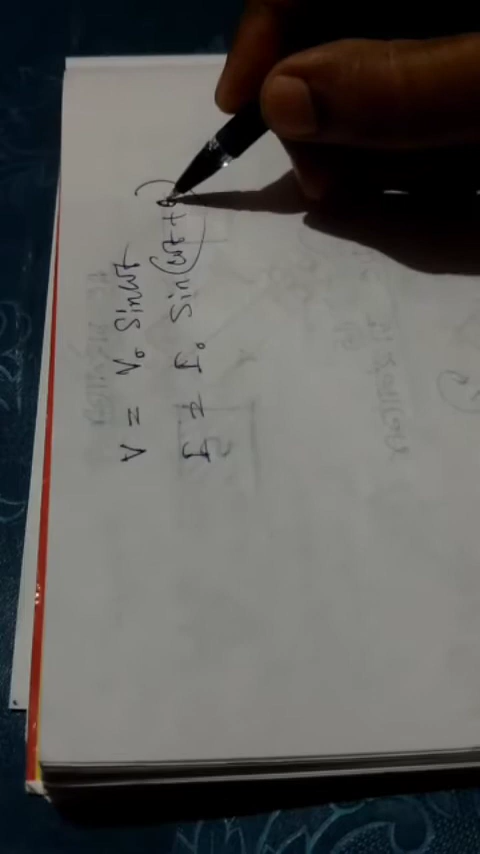 V = V₀ Sinωt
I = I₀ Sin(ωt +